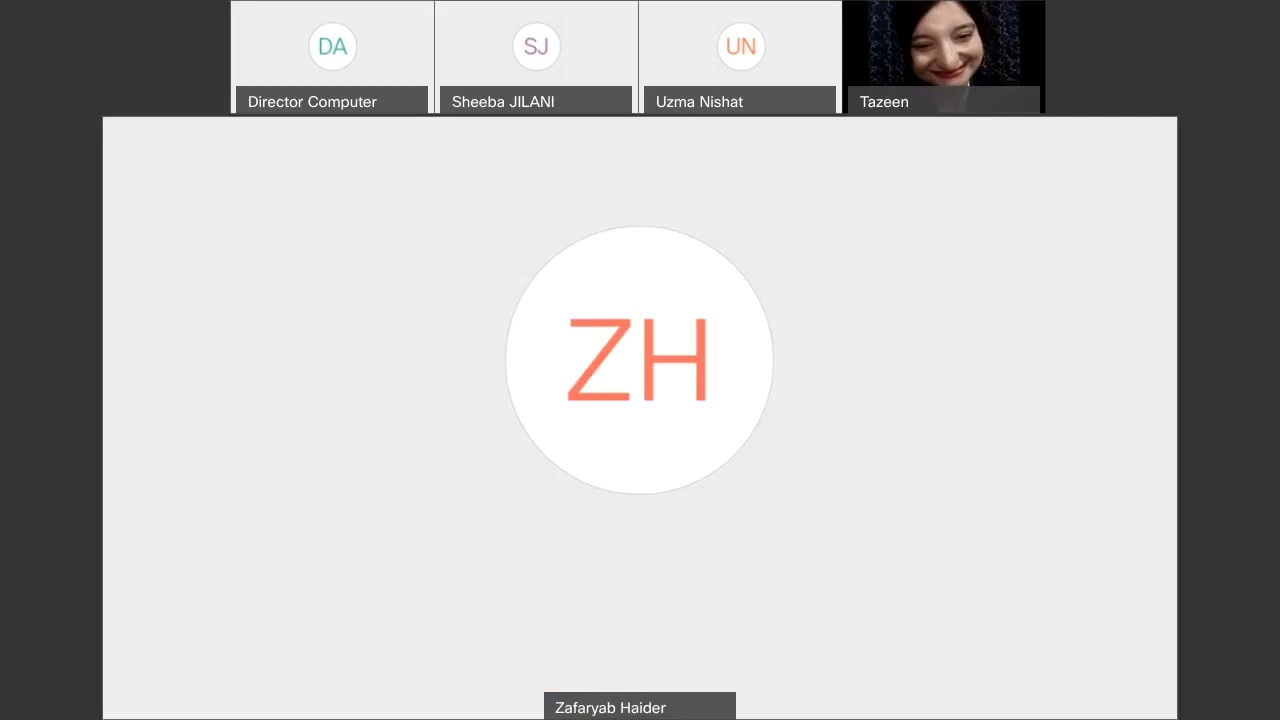 DA
SJ
UN
Director Computer
Sheeba JILANI
Uzma Nishat
Tazeen
ZH
Zafaryab Haider